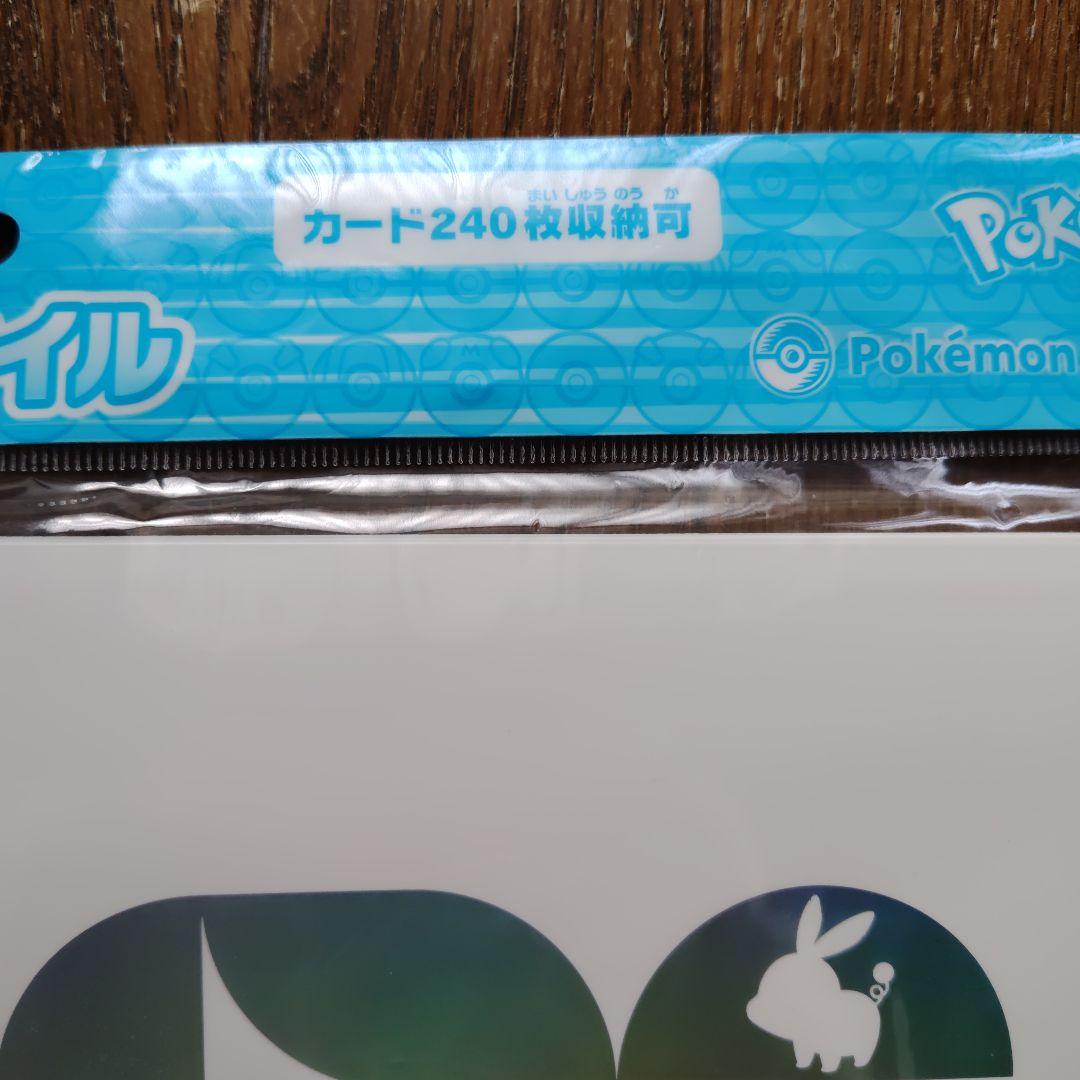 まい しゅう のう か
カード240枚収納可
POKé
イル
Pokémon